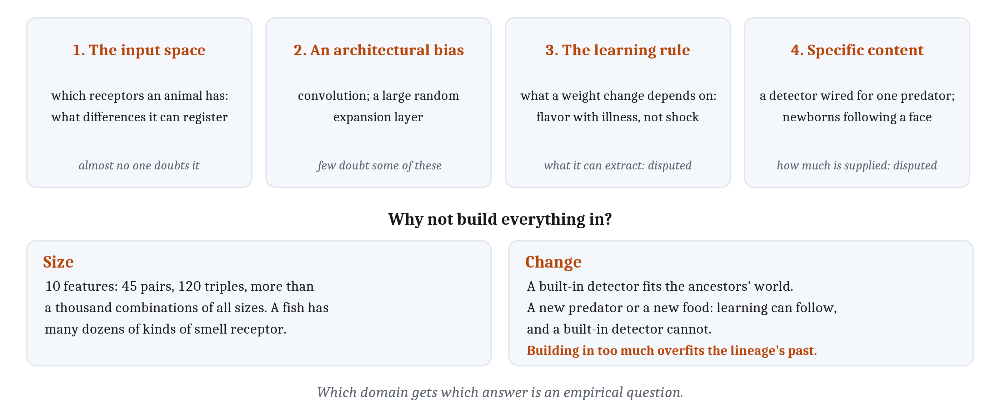 1. The input space
which receptors an animal has:
what differences it can register
almost no one doubts it
2. An architectural bias
convolution; a large random
expansion layer
few doubt some of these
3. The learning rule
what a weight change depends on:
flavor with illness, not shock
what it can extract: disputed
4. Specific content
a detector wired for one predator;
newborns following a face
how much is supplied: disputed
Why not build everything in?
Size
10 features: 45 pairs, 120 triples, more than
a thousand combinations of all sizes. A fish has
many dozens of kinds of smell receptor.
Change
A built-in detector fits the ancestors' world.
A new predator or a new food: learning can follow,
and a built-in detector cannot.
Building in too much overfits the lineage's past.
Which domain gets which answer is an empirical question.